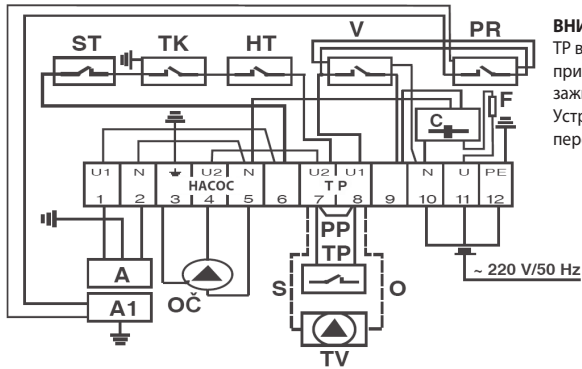 ST TK HT V PR
ВНИ
ТР в
при
зажи
Устр
пер
F
C
U1 N U2 N U2 U1 N U PE
НАСОС Т Р
1 2 3 4 5 6 7 8 9 10 11 12
PP
TP
A
A1
OČ
S
O
TV
~ 220 V/50 Hz